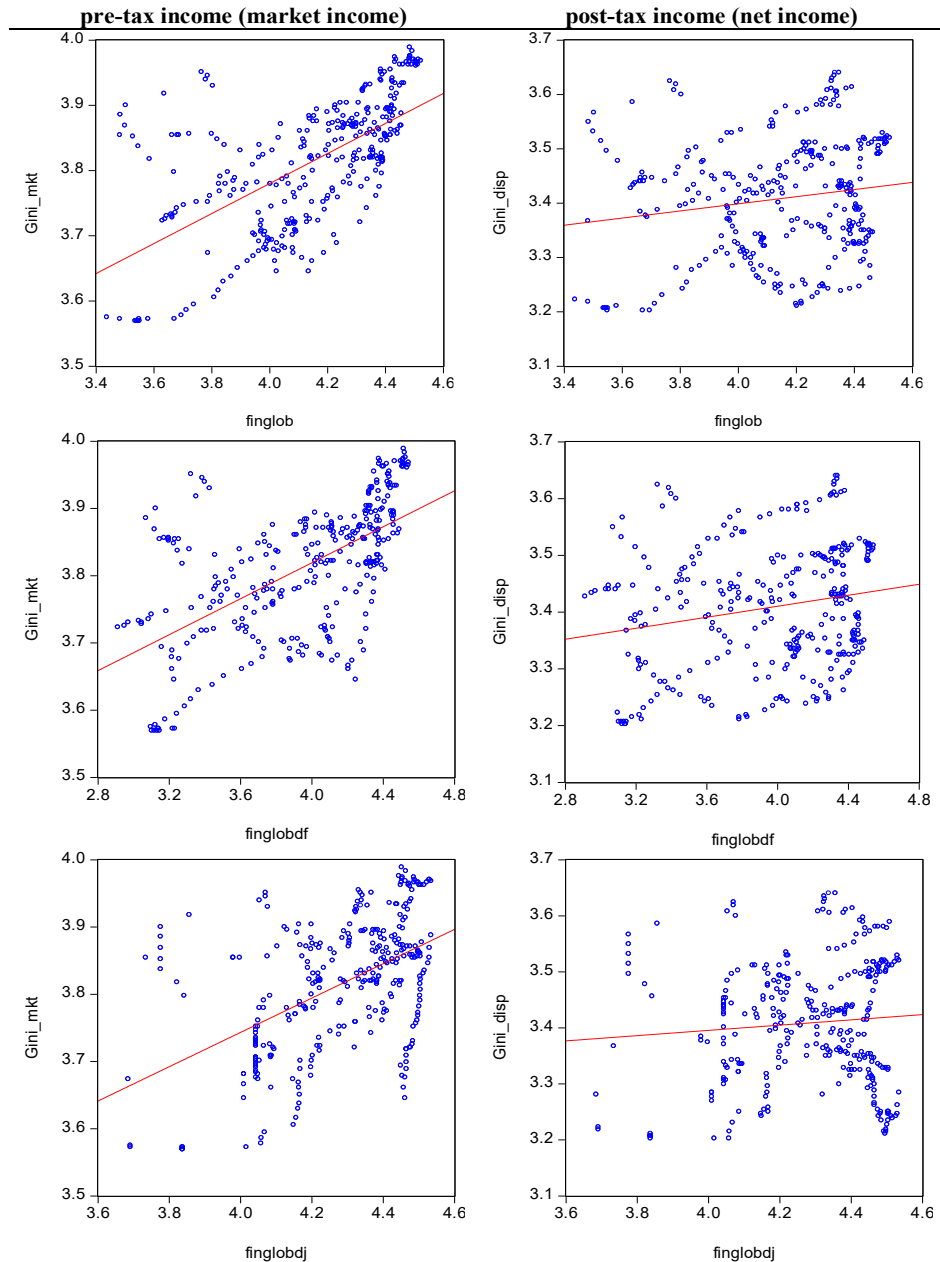 pre-tax income (market income) post-tax income (net income)
4.0
3.9
3.8
3.7
3.6
3.5
Gini_mkt
3.4 3.6 3.8 4.0 4.2 4.4 4.6
finglob
3.7
3.6
3.5
3.4
3.3
3.2
3.1
Gini_disp
3.4 3.6 3.8 4.0 4.2 4.4 4.6
finglob
4.0
3.9
3.8
3.7
3.6
3.5
Gini_mkt
2.8 3.2 3.6 4.0 4.4 4.8
finglobdf
3.7
3.6
3.5
3.4
3.3
3.2
3.1
Gini_disp
2.8 3.2 3.6 4.0 4.4 4.8
finglobdf
4.0
3.9
3.8
3.7
3.6
3.5
Gini_mkt
3.6 3.8 4.0 4.2 4.4 4.6
finglobdj
3.7
3.6
3.5
3.4
3.3
3.2
3.1
Gini_disp
3.6 3.8 4.0 4.2 4.4 4.6
finglobdj